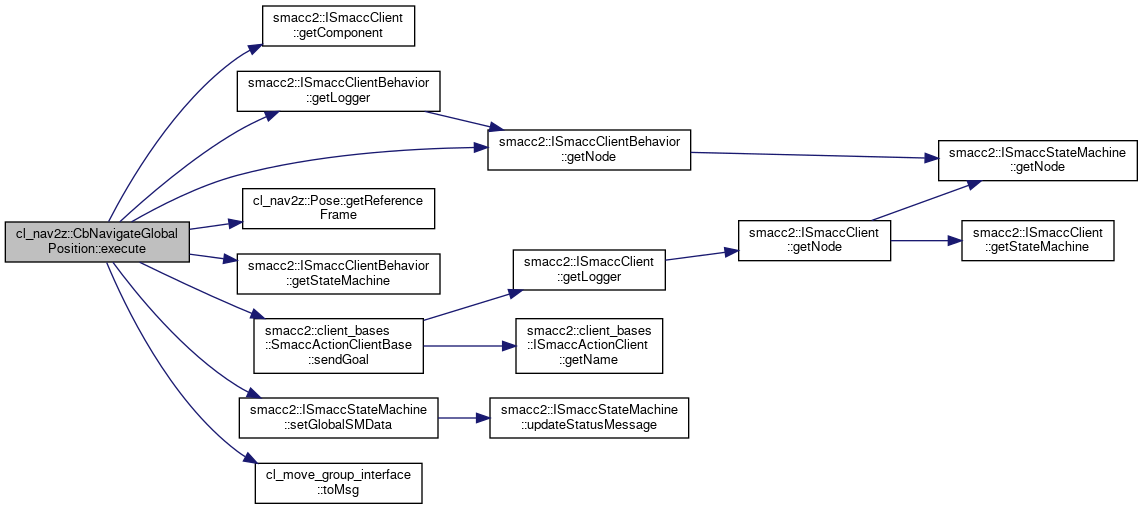 smacc2::ISmaccClient
::getComponent
smacc2::ISmaccClientBehavior
::getLogger
smacc2::ISmaccClientBehavior
::getNode
smacc2::ISmaccStateMachine
::getNode
cl_nav2z::Pose::getReference
Frame
cl_nav2z::CbNavigateGlobal
Position::execute
smacc2::ISmaccClient
::getNode
smacc2::ISmaccClient
::getStateMachine
smacc2::ISmaccClientBehavior
::getStateMachine
smacc2::ISmaccClient
::getLogger
smacc2::client_bases
::SmaccActionClientBase
::sendGoal
smacc2::client_bases
::ISmaccActionClient
::getName
smacc2::ISmaccStateMachine
::setGlobalSMData
smacc2::ISmaccStateMachine
::updateStatusMessage
cl_move_group_interface
::toMsg